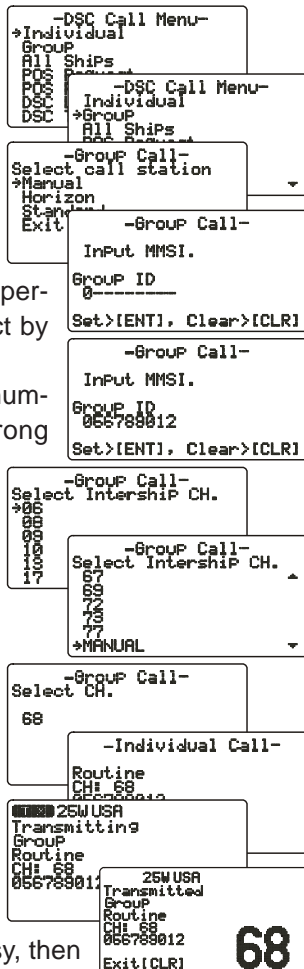 -DSC Call Menu-
→Individual
Group
All Ships
POS
POS
DSC
DSC
-DSC Call Menu-
Individual
→Group
All Ships
-Group Call-
Select call station
→Manual
Horizon
Exit
-Group Call-
Input MMSI.
Group ID
0--------
Set>[ENT], Clear>[CLR]
per-
ct by
-Group Call-
Input MMSI.
Group ID
066789012
Set>[ENT], Clear>[CLR]
num-
rong
-Group Call-
Select Intership CH.
→06
08
09
10
13
17
-Group Call-
Select Intership CH.
67
69
72
73
77
→MANUAL
-Group Call-
Select CH.
68
-Individual Call-
Routine
CH: 68
25W USA
Transmitting
Group
Routine
CH: 68
25W USA
Transmitted
Group
Routine
CH: 68
066789012
Exit[CLR]
68
sy, then